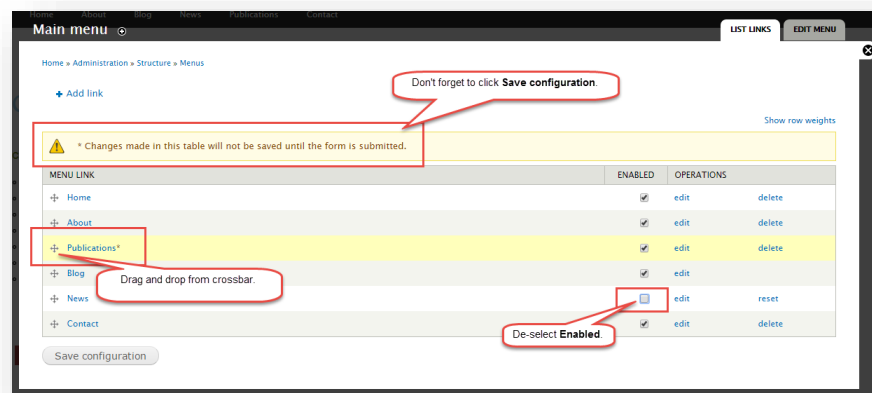 Home About Blog News Publications Contact
Main menu
LIST LINKS EDIT MENU
Home » Administration » Structure » Menus
Don't forget to click Save configuration.
+ Add link
Show row weights
* Changes made in this table will not be saved until the form is submitted.
MENU LINK ENABLED OPERATIONS
Home edit delete
About edit delete
Publications* edit delete
Blog edit
Drag and drop from crossbar.
News edit reset
Contact edit delete
De-select Enabled.
Save configuration